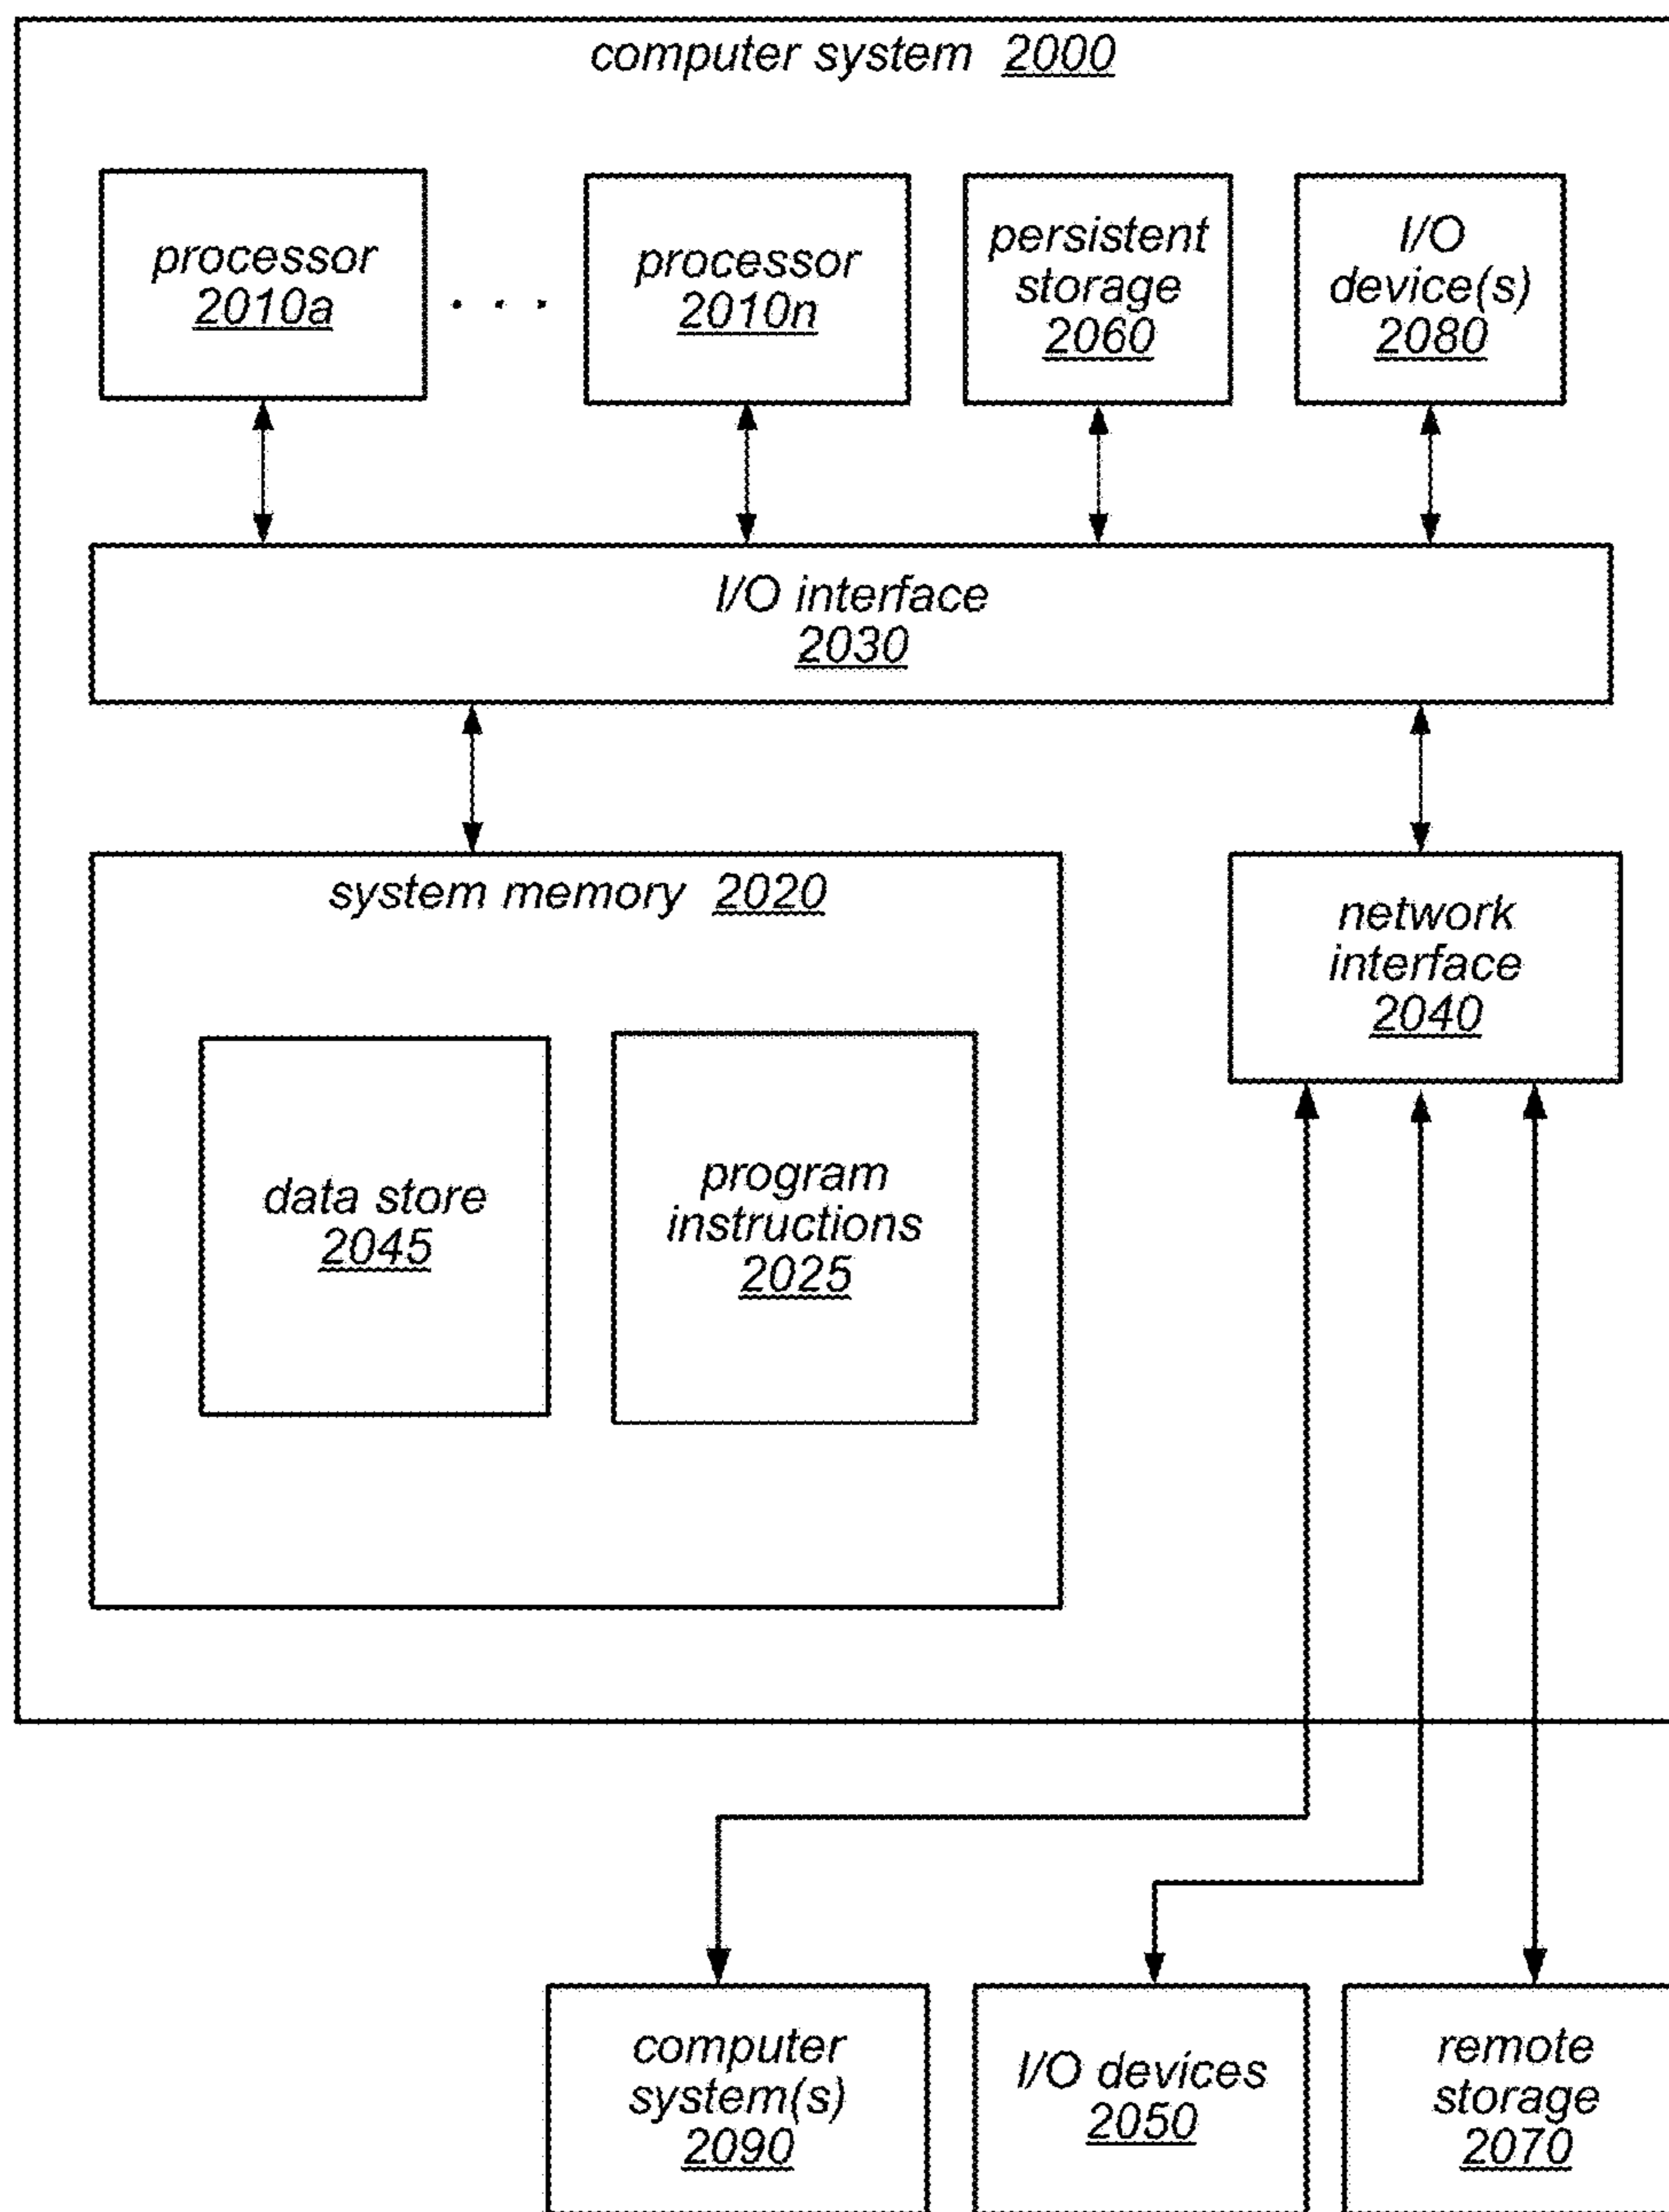 computer system 2000
processor
2010a
. . .
processor
2010n
persistent
storage
2060
I/O
device(s)
2080
I/O interface
2030
system memory 2020
network
interface
2040
data store
2045
program
instructions
2025
computer
system(s)
2090
I/O devices
2050
remote
storage
2070